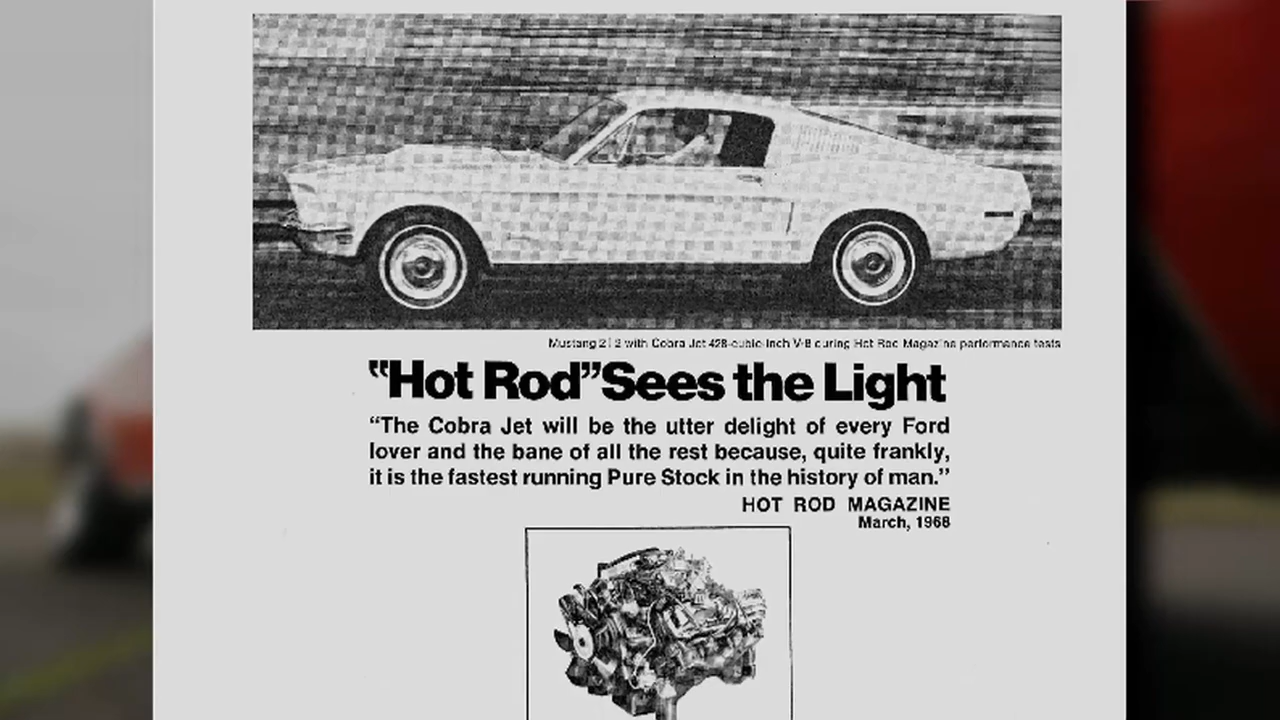 Mustang 2+2 with Cobra Jet 428-cubic-inch V-8 during Hot Rod Magazine performance tests
“Hot Rod” Sees the Light
“The Cobra Jet will be the utter delight of every Ford
lover and the bane of all the rest because, quite frankly,
it is the fastest running Pure Stock in the history of man.”
HOT ROD MAGAZINE
March, 1968